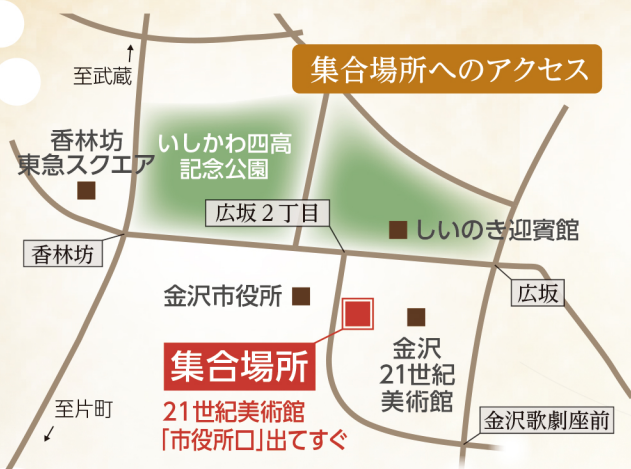 至武蔵
集合場所へのアクセス
香林坊
東急スクエア
いしかわ四高
記念公園
広坂2丁目
しいのき迎賓館
香林坊
金沢市役所
広坂
集合場所
金沢
21世紀
美術館
21世紀美術館
「市役所口」出てすぐ
至片町
金沢歌劇座前